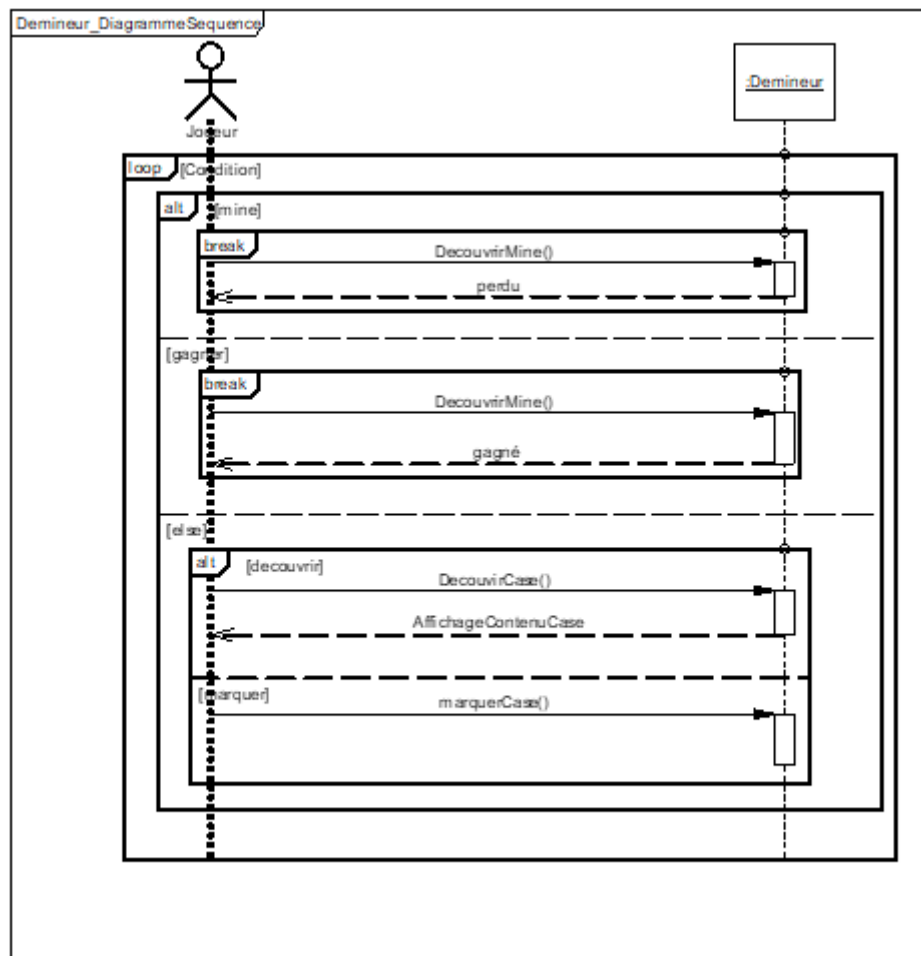 Demineur_DiagrammeSequence
Joueur
:Demineur
loop [Condition]
alt [mine]
break
DecouvrirMine()
perdu
[gagner]
break
DecouvrirMine()
gagné
[else]
alt [decouvrir]
DecouvirCase()
AffichageContenuCase
[marquer]
marquerCase()